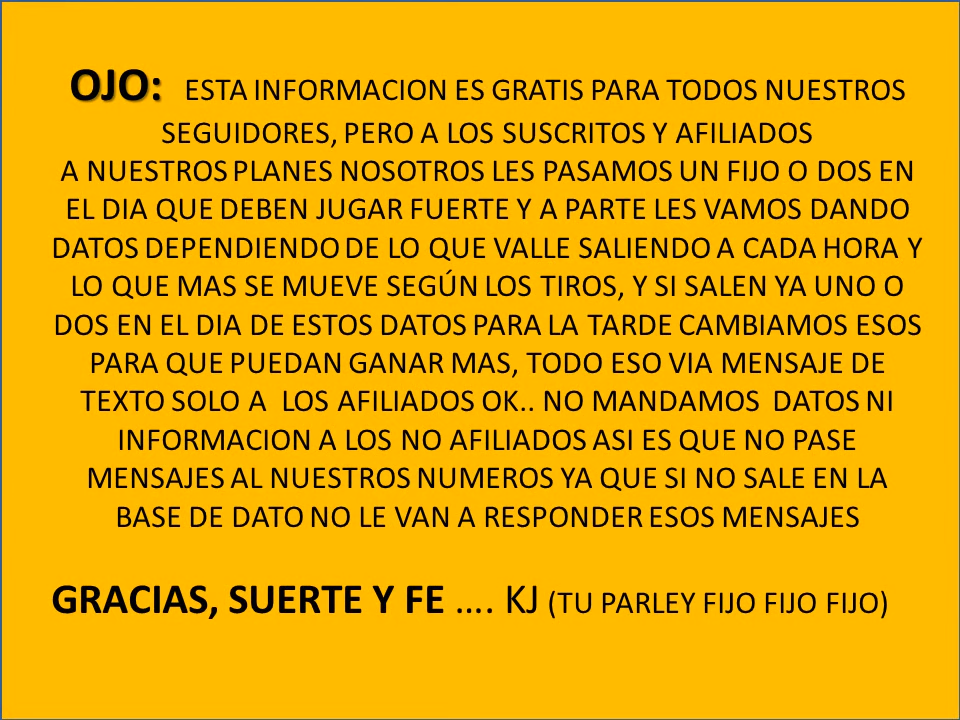 OJO: ESTA INFORMACION ES GRATIS PARA TODOS NUESTROS
SEGUIDORES, PERO A LOS SUSCRITOS Y AFILIADOS
A NUESTROS PLANES NOSOTROS LES PASAMOS UN FIJO O DOS EN
EL DIA QUE DEBEN JUGAR FUERTE Y A PARTE LES VAMOS DANDO
DATOS DEPENDIENDO DE LO QUE VALLE SALIENDO A CADA HORA Y
LO QUE MAS SE MUEVE SEGÚN LOS TIROS, Y SI SALEN YA UNO O
DOS EN EL DIA DE ESTOS DATOS PARA LA TARDE CAMBIAMOS ESOS
PARA QUE PUEDAN GANAR MAS, TODO ESO VIA MENSAJE DE
TEXTO SOLO A LOS AFILIADOS OK.. NO MANDAMOS DATOS NI
INFORMACION A LOS NO AFILIADOS ASI ES QUE NO PASE
MENSAJES AL NUESTROS NUMEROS YA QUE SI NO SALE EN LA
BASE DE DATO NO LE VAN A RESPONDER ESOS MENSAJES
GRACIAS, SUERTE Y FE .... KJ (TU PARLEY FIJO FIJO FIJO)